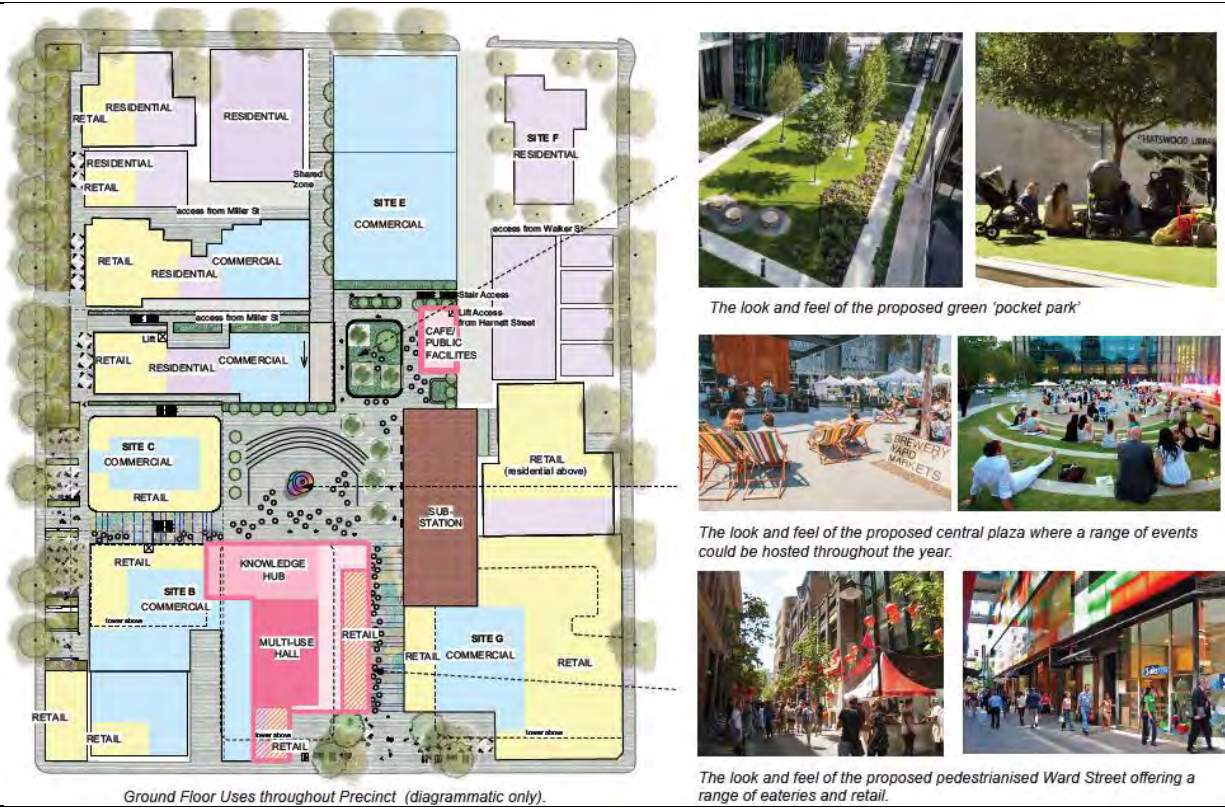 RESIDENTIAL
RETAIL
RESIDENTIAL
RESIDENTIAL
RETAIL
Shared
zone
access from Miller St
SITE E
COMMERCIAL
SITE F
RESIDENTIAL
access from Walker St
RETAIL
COMMERCIAL
RESIDENTIAL
access from Miller St
Lift
RETAIL
COMMERCIAL
RESIDENTIAL
Stair Access
Lift Access
from Harnett Street
CAFE/
PUBLIC
FACILITES
SITE C
COMMERCIAL
RETAIL
SUB-
STATION
RETAIL
(residential above)
RETAIL
SITE B
COMMERCIAL
tower above
KNOWLEDGE
HUB
MULTI-USE
HALL
RETAIL
RETAIL
SITE G
COMMERCIAL
RETAIL
RETAIL
RETAIL
tower above
RETAIL
tower above
Ground Floor Uses throughout Precinct (diagrammatic only).
HATSWOOD LIBRA
The look and feel of the proposed green 'pocket park'
BREWERY
YARD
MARKETS
The look and feel of the proposed central plaza where a range of events
could be hosted throughout the year.
The look and feel of the proposed pedestrianised Ward Street offering a
range of eateries and retail.